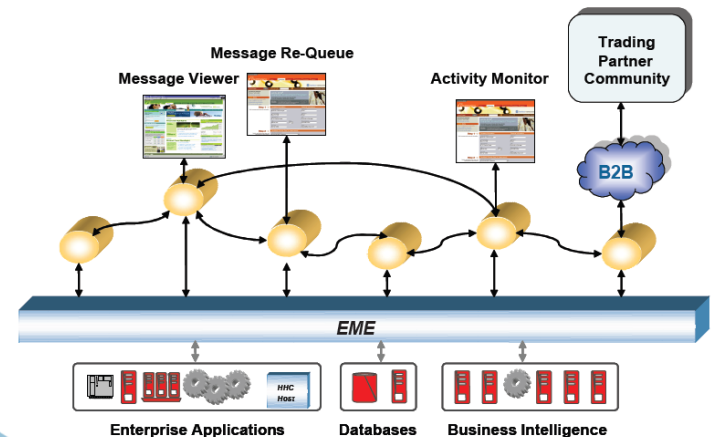 Message Re-Queue
Message Viewer
Activity Monitor
Trading
Partner
Community
B2B
EME
HHC
Host
Enterprise Applications
Databases
Business Intelligence